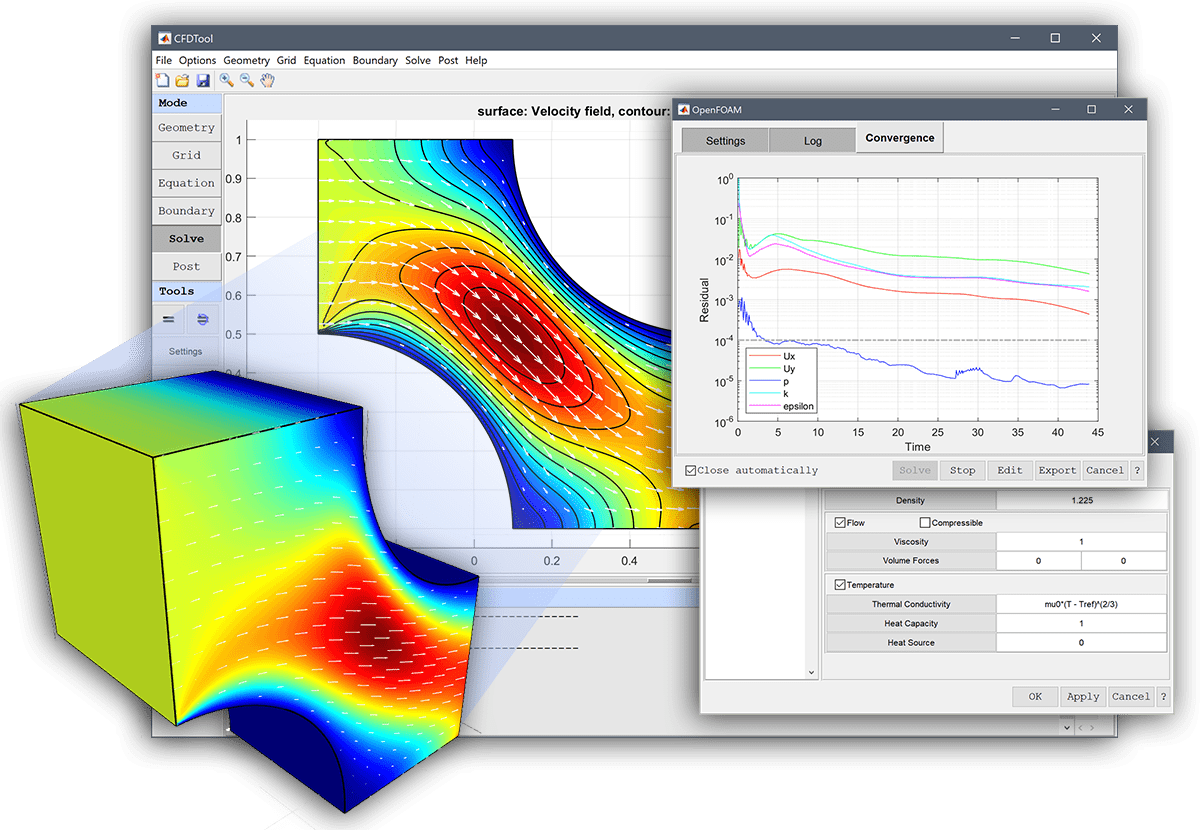 CFDTool
File Options Geometry Grid Equation Boundary Solve Post Help
Mode
Geometry
Grid
Equation
Boundary
Solve
Post
Tools
Settings
surface: Velocity field, contour:
1
0.9
0.8
0.7
0.6
0.5
0.4
0 0.2 0.4
OpenFOAM
Settings Log Convergence
10^0
10^-1
10^-2
10^-3
10^-4
10^-5
10^-6
Residual
Ux
Uy
p
k
epsilon
0 5 10 15 20 25 30 35 40 45
Time
Close automatically Solve Stop Edit Export Cancel ?
Density 1.225
Flow Compressible
Viscosity 1
Volume Forces 0 0
Temperature
Thermal Conductivity mu0*(T - Tref)^(2/3)
Heat Capacity 1
Heat Source 0
OK Apply Cancel ?